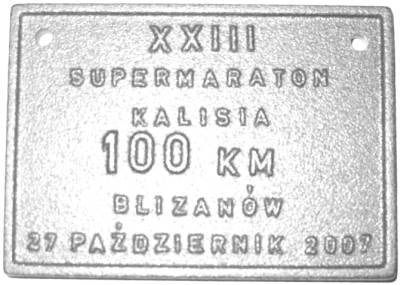 XXIII
SUPERMARATON
KALISIA
100 KM
BLIZANÓW
27 PAŹDZIERNIK 2007